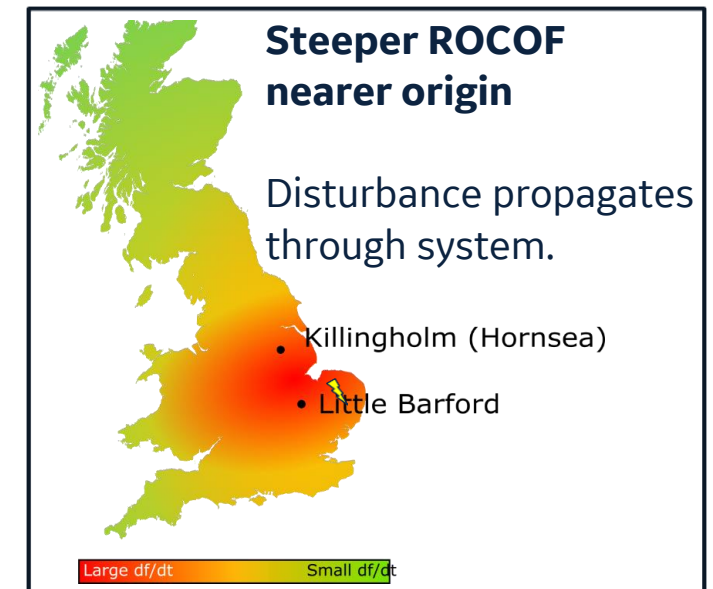 Steeper ROCOF
nearer origin
Disturbance propagates
through system.
Killingholm (Hornsea)
Little Barford
Large df/dt
Small df/dt